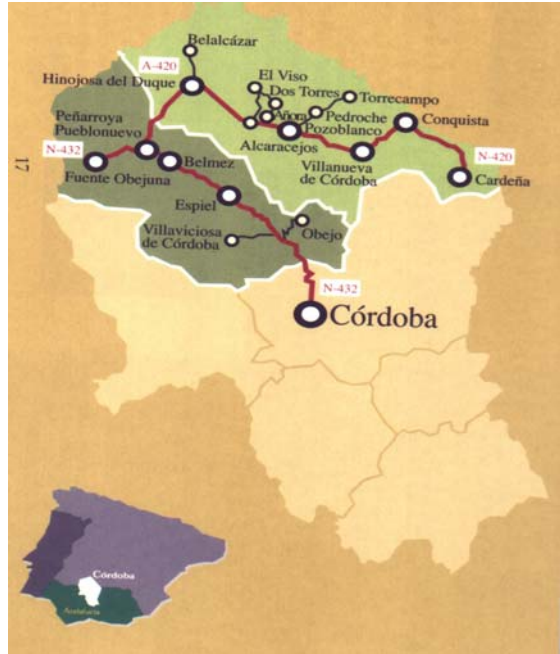 Belalcázar
A-420
El Viso
Hinojosa del Duque
Dos Torres
Torrecampo
Peñarroya
Pueblonuevo
Añora
Pedroche
Pozoblanco
Conquista
Alcaracejos
N-432
Belmez
Villanueva
de Córdoba
N-420
17
Fuente Obejuna
Cardeña
Espiel
Villaviciosa
de Córdoba
Obejo
N-432
Córdoba
Córdoba
Andalucía